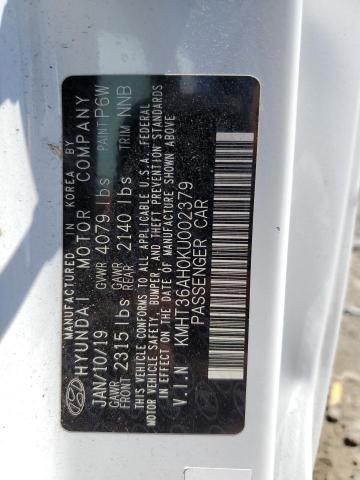 MANUFACTURED IN KOREA BY
HYUNDAI MOTOR COMPANY
JAN/10/19 GVWR 4079 lbs PAINT P6W
GAWR FRONT 2315 lbs GAWR REAR 2140 lbs TRIM NNB
THIS VEHICLE CONFORMS TO ALL APPLICABLE U.S.A. FEDERAL
MOTOR VEHICLE SAFETY, BUMPER, AND THEFT PREVENTION STANDARDS
IN EFFECT ON THE DATE OF MANUFACTURE SHOWN ABOVE
V.I.N KMHT36AH0KU002379
PASSENGER CAR